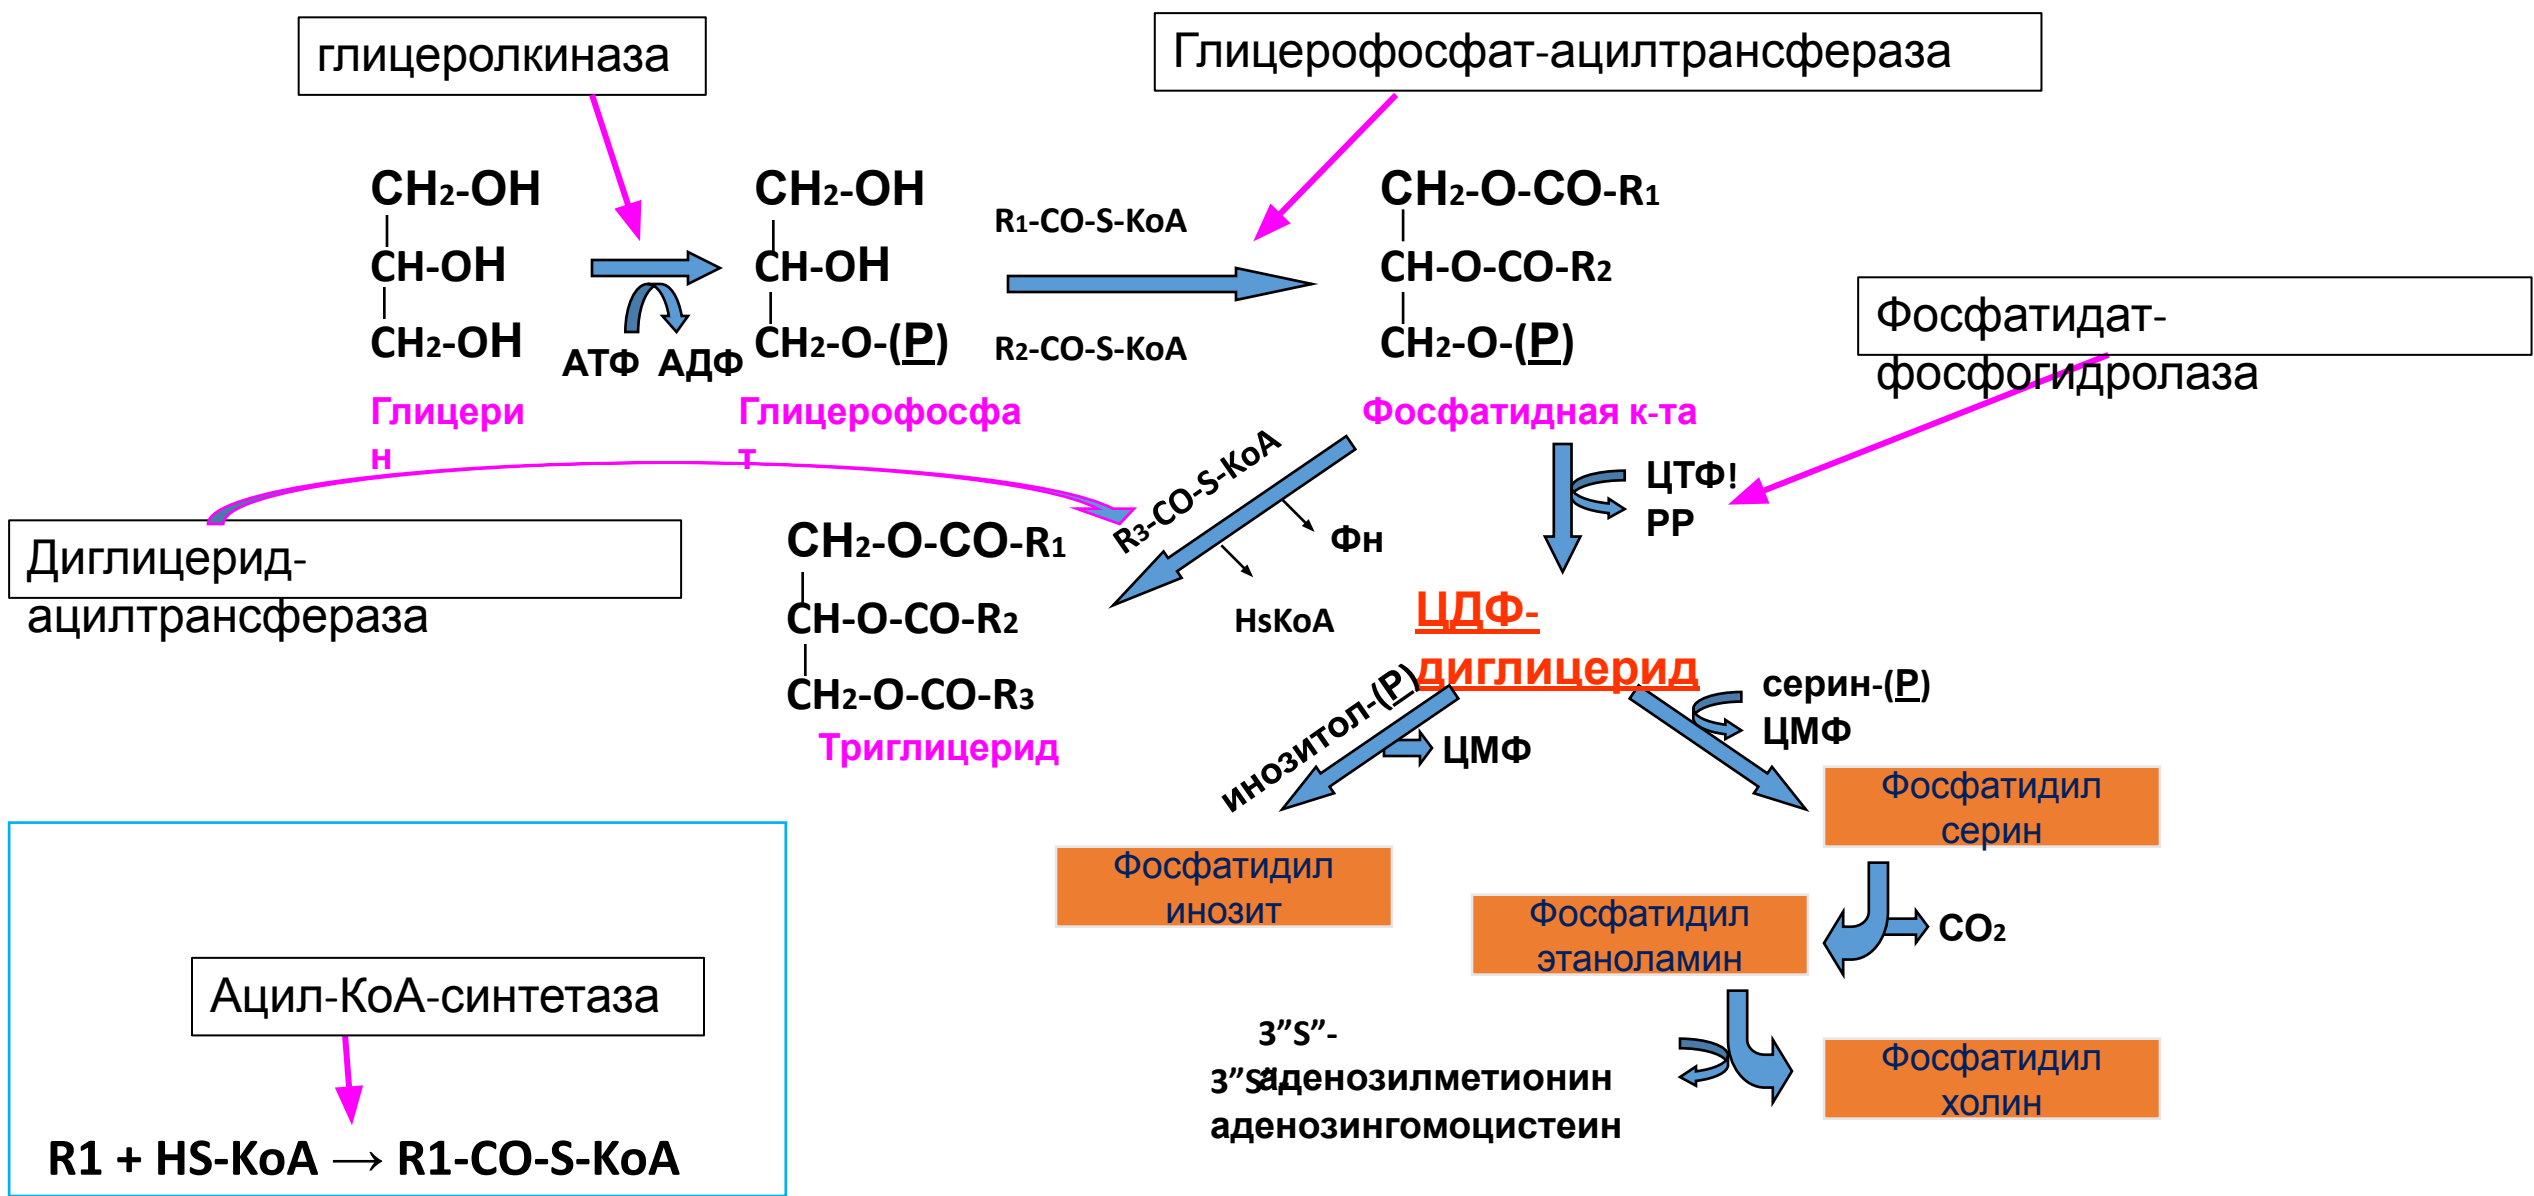 глицеролкиназа
Глицерофосфат-ацилтрансфераза
CH2-OH
CH-OH
CH2-OH
Глицери
н
АТФ АДФ
CH2-OH
CH-OH
CH2-O-(P)
Глицерофосфа
т
R1-CO-S-KoA
R2-CO-S-KoA
CH2-O-CO-R1
CH-O-CO-R2
CH2-O-(P)
Фосфатидная к-та
Фосфатидат-
фосфогидролаза
ЦТФ!
PP
R3-CO-S-KoA
Фн
HsKoA
Диглицерид-
ацилтрансфераза
CH2-O-CO-R1
CH-O-CO-R2
CH2-O-CO-R3
Триглицерид
ЦДФ-
диглицерид
инозитол-(P)
ЦМФ
серин-(P)
ЦМФ
Фосфатидил
серин
Фосфатидил
инозит
Фосфатидил
этаноламин
CO2
3”S”-
аденозилметионин
3”S”-
аденозингомоцистеин
Фосфатидил
холин
Ацил-КоА-синтетаза
R1 + HS-KoA → R1-CO-S-KoA